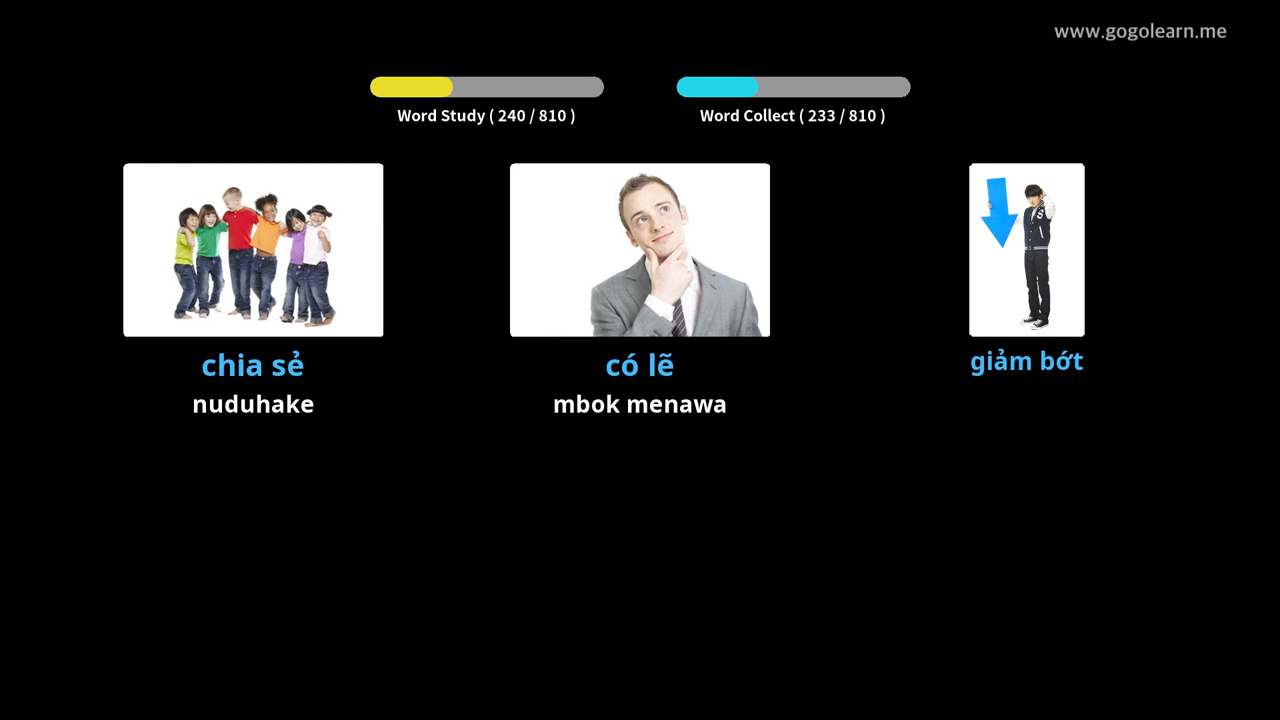 www.gogolearn.me
Word Study ( 240 / 810 )
Word Collect ( 233 / 810 )
chia sẻ
nuduhake
có lẽ
mbok menawa
giảm bớt